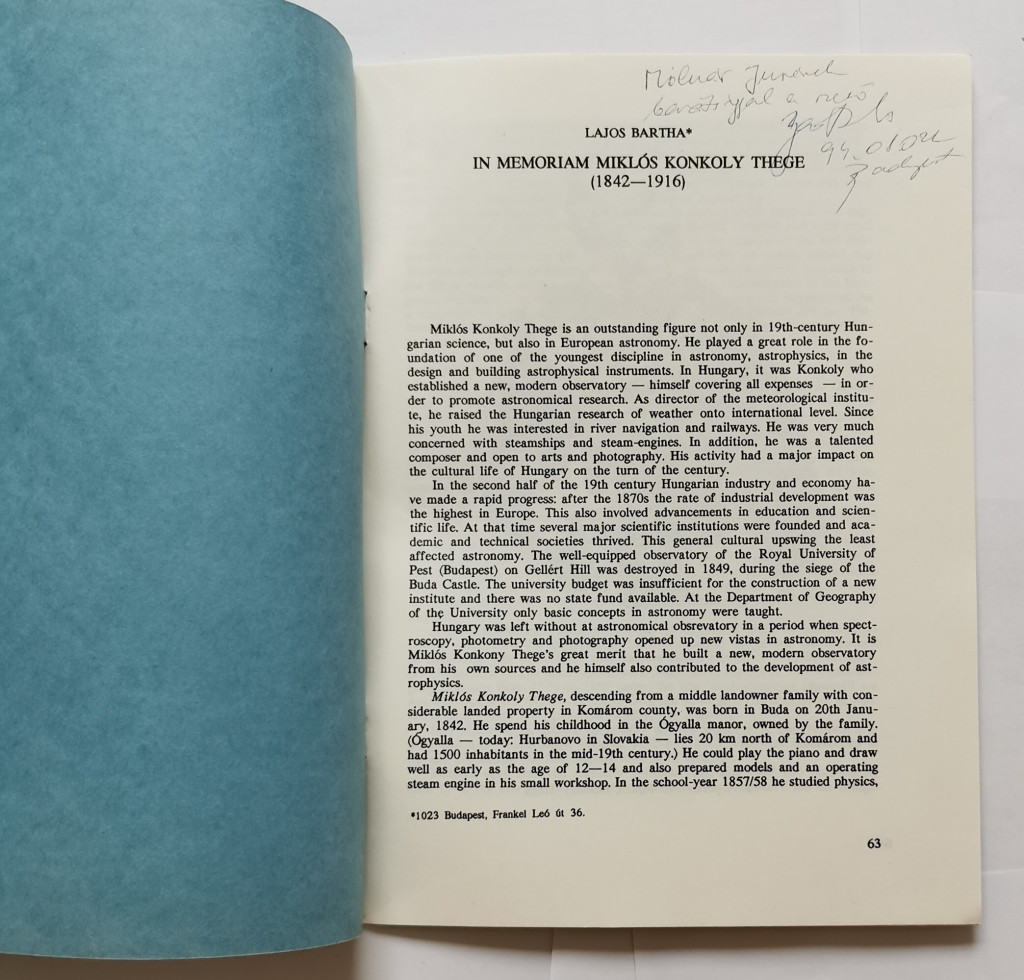 Molnár
barátsággal a
94.
LAJOS BARTHA*
IN MEMORIAM MIKLÓS KONKOLY THEGE
(1842—1916)
Miklós Konkoly Thege is an outstanding figure not only in 19th-century Hun-
garian science, but also in European astronomy. He played a great role in the fo-
undation of one of the youngest discipline in astronomy, astrophysics, in the
design and building astrophysical instruments. In Hungary, it was Konkoly who
established a new, modern observatory — himself covering all expenses — in or-
der to promote astronomical research. As director of the meteorological institu-
te, he raised the Hungarian research of weather onto international level. Since
his youth he was interested in river navigation and railways. He was very much
concerned with steamships and steam-engines. In addition, he was a talented
composer and open to arts and photography. His activity had a major impact on
the cultural life of Hungary on the turn of the century.
In the second half of the 19th century Hungarian industry and economy ha-
ve made a rapid progress: after the 1870s the rate of industrial development was
the highest in Europe. This also involved advancements in education and scien-
tific life. At that time several major scientific institutions were founded and aca-
demic and technical societies thrived. This general cultural upswing the least
affected astronomy. The well-equipped observatory of the Royal University of
Pest (Budapest) on Gellért Hill was destroyed in 1849, during the siege of the
Buda Castle. The university budget was insufficient for the construction of a new
institute and there was no state fund available. At the Department of Geography
of the University only basic concepts in astronomy were taught.
Hungary was left without at astronomical obsrevatory in a period when spect-
roscopy, photometry and photography opened up new vistas in astronomy. It is
Miklós Konkony Thege's great merit that he built a new, modern observatory
from his own sources and he himself also contributed to the development of ast-
rophysics.
Miklós Konkoly Thege, descending from a middle landowner family with con-
siderable landed property in Komárom county, was born in Buda on 20th Janu-
ary, 1842. He spend his childhood in the Ógyalla manor, owned by the family.
(Ógyalla — today: Hurbanovo in Slovakia — lies 20 km north of Komárom and
had 1500 inhabitants in the mid-19th century.) He could play the piano and draw
well as early as the age of 12—14 and also prepared models and an operating
steam engine in his small workshop. In the school-year 1857/58 he studied physics,
*1023 Budapest, Frankel Leó út 36.
63